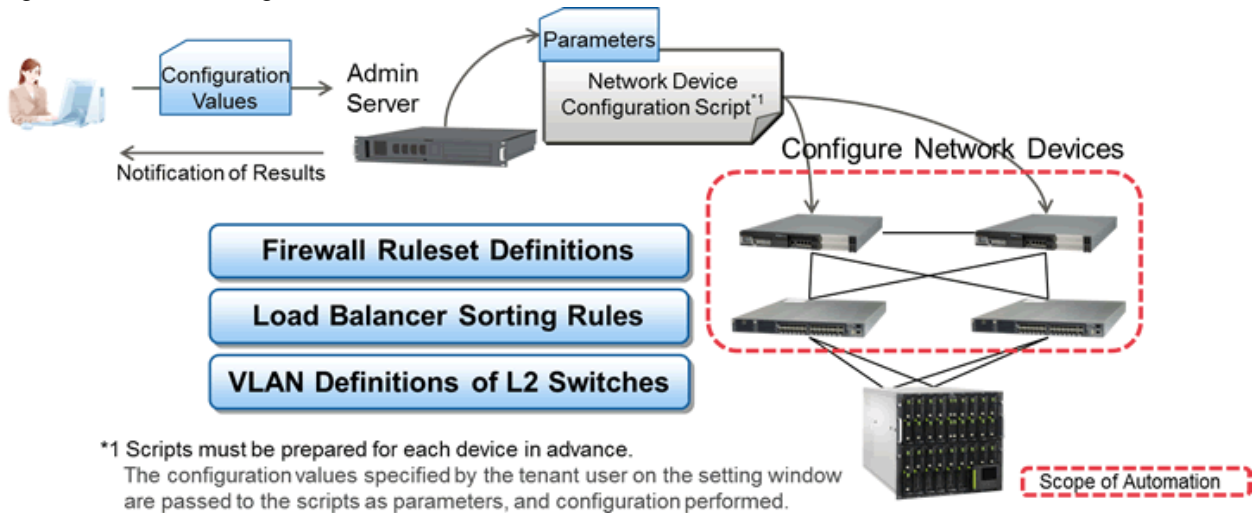 Parameters
Configuration
Values
Admin
Server
Network Device
Configuration Script*1
Notification of Results
Configure Network Devices
Firewall Ruleset Definitions
Load Balancer Sorting Rules
VLAN Definitions of L2 Switches
*1 Scripts must be prepared for each device in advance.
The configuration values specified by the tenant user on the setting window
are passed to the scripts as parameters, and configuration performed.
Scope of Automation